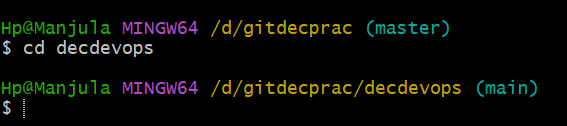 Hp@Manjula MINGW64 /d/gitdecprac (master)
$ cd decdevops
Hp@Manjula MINGW64 /d/gitdecprac/decdevops (main)
$